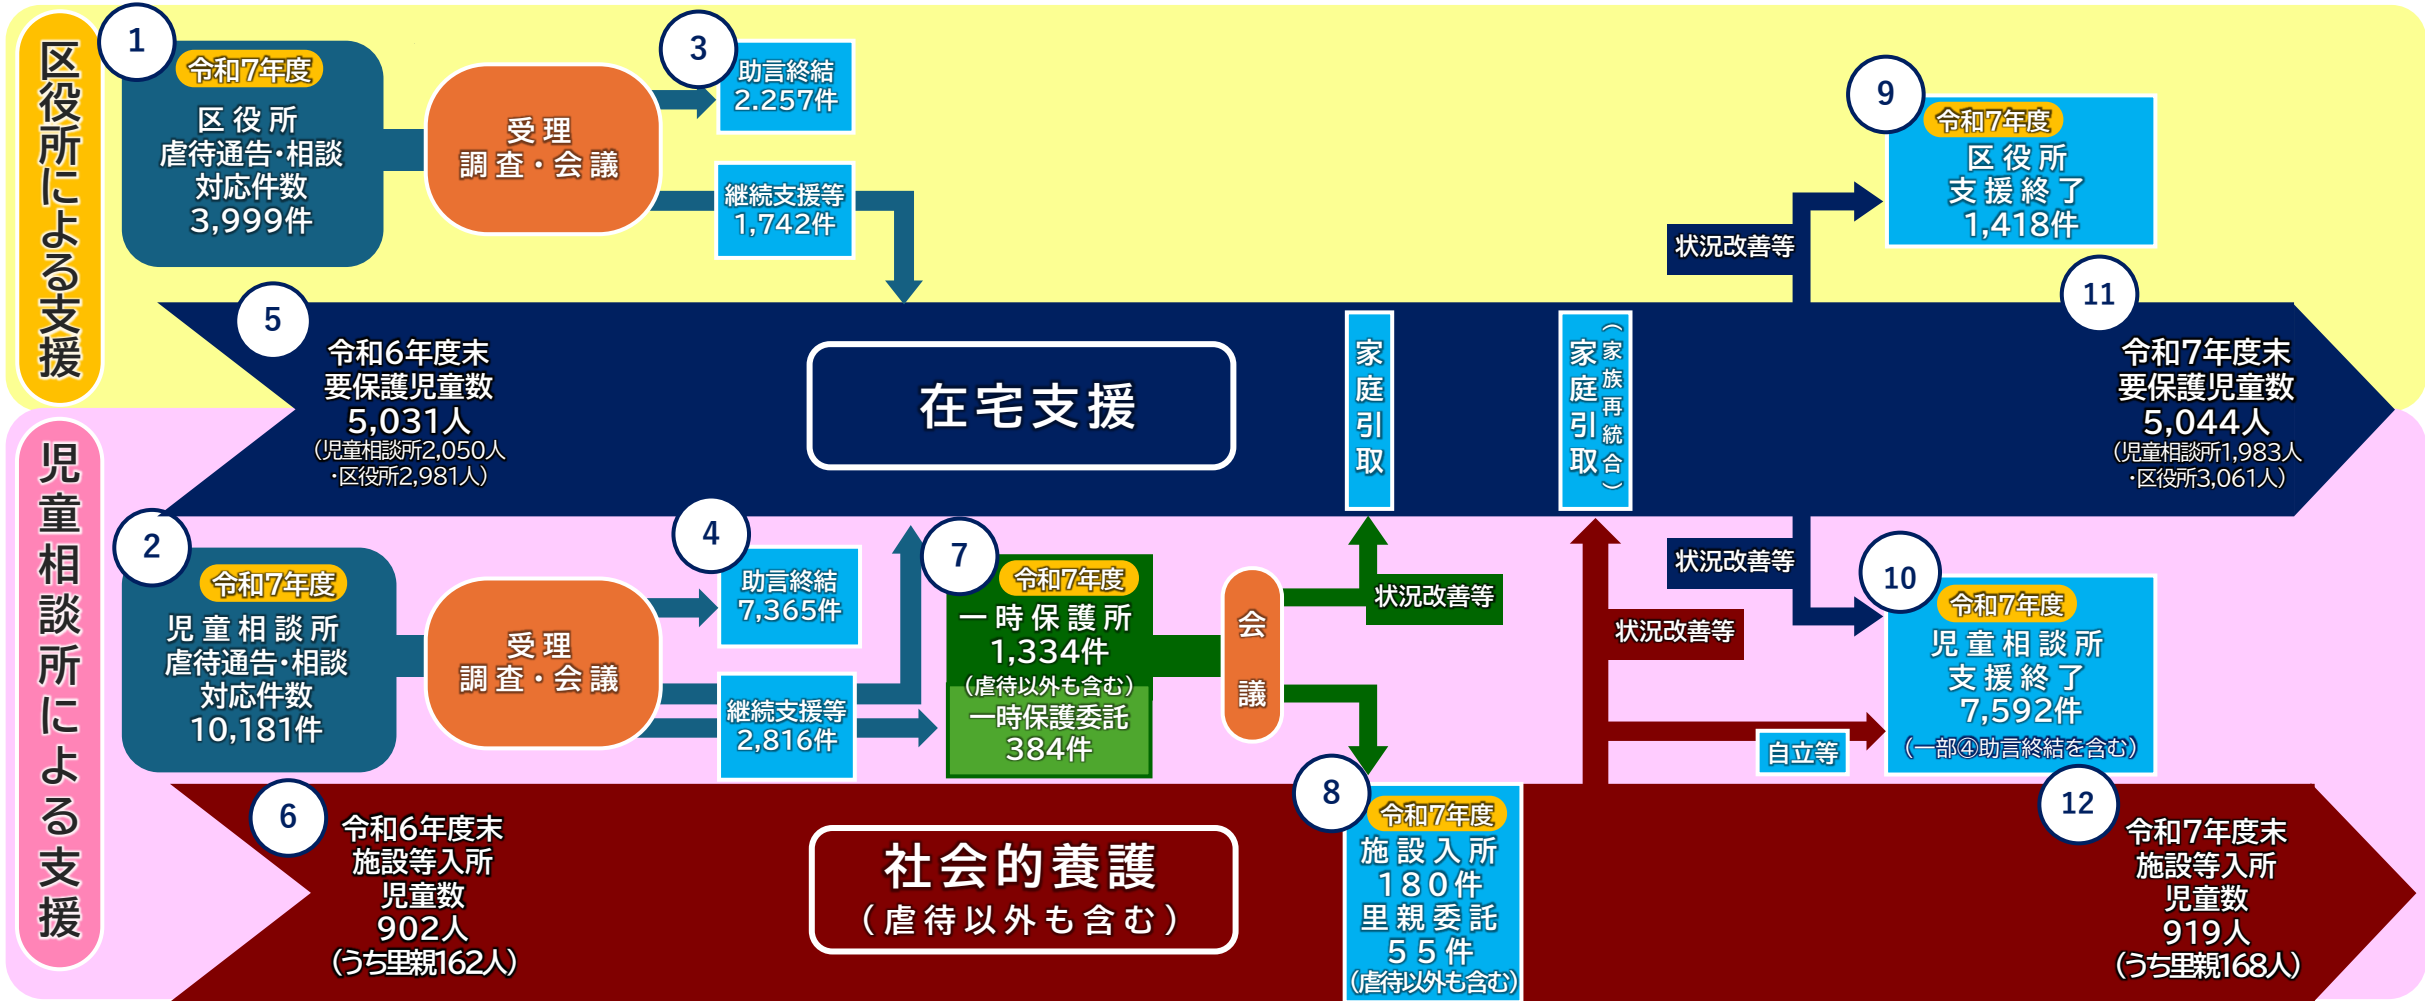 区役所による支援
1
令和7年度
区役所
虐待通告・相談
対応件数
3,999件
受理
調査・会議
3
助言終結
2.257件
継続支援等
1,742件
9
令和7年度
区役所
支援終了
1,418件
状況改善等
5
令和6年度末
要保護児童数
5,031人
（児童相談所2,050人
・区役所2,981人）
在宅支援
家庭引取
家庭引取
（家族再統合）
11
令和7年度末
要保護児童数
5,044人
（児童相談所1,983人
・区役所3,061人）
児童相談所による支援
2
令和7年度
児童相談所
虐待通告・相談
対応件数
10,181件
受理
調査・会議
4
助言終結
7,365件
継続支援等
2,816件
7
令和7年度
一時保護所
1,334件
（虐待以外も含む）
一時保護委託
384件
会議
状況改善等
状況改善等
状況改善等
自立等
10
令和7年度
児童相談所
支援終了
7,592件
（一部④助言終結を含む）
6
令和6年度末
施設等入所
児童数
902人
（うち里親162人）
社会的養護
（虐待以外も含む）
8
令和7年度
施設入所
180件
里親委託
55件
（虐待以外も含む）
12
令和7年度末
施設等入所
児童数
919人
（うち里親168人）